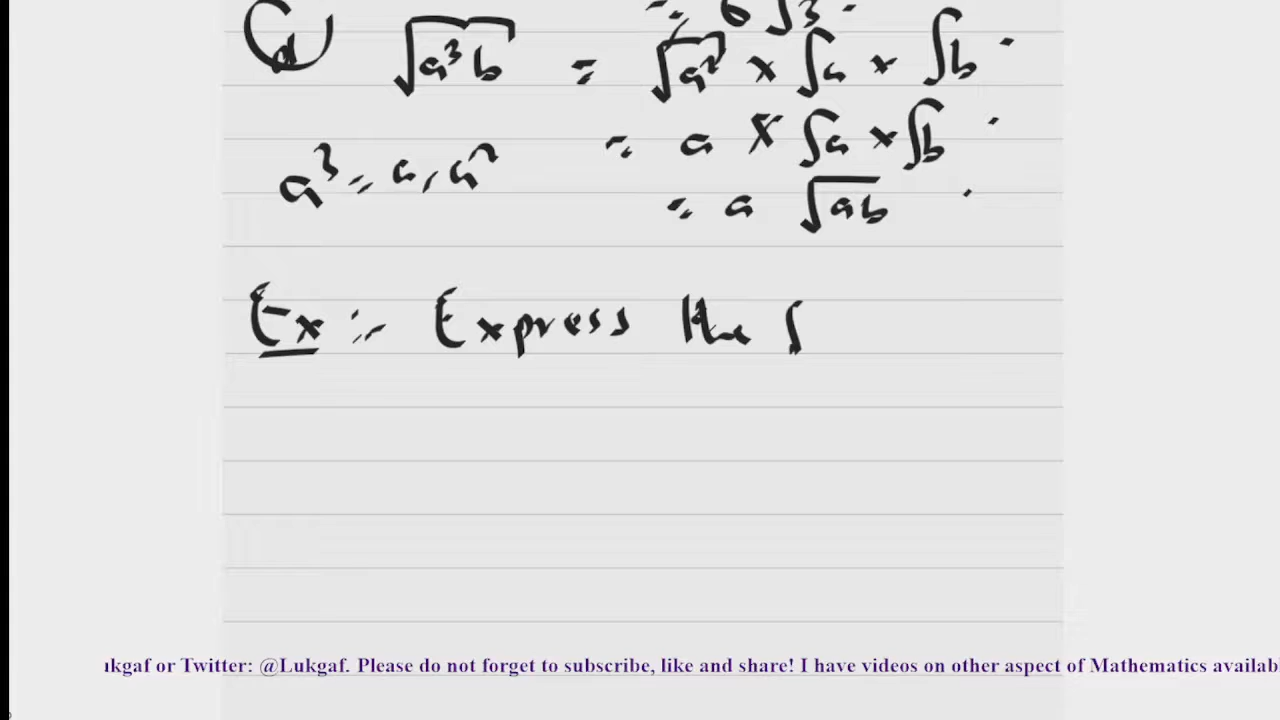 = 6√3.
d √a³b = √a² × √a × √b.
= a × √a × √b.
a³ = a, a²
= a √ab.
Ex :- Express the f
ıkgaf or Twitter: @Lukgaf. Please do not forget to subscribe, like and share! I have videos on other aspect of Mathematics availab